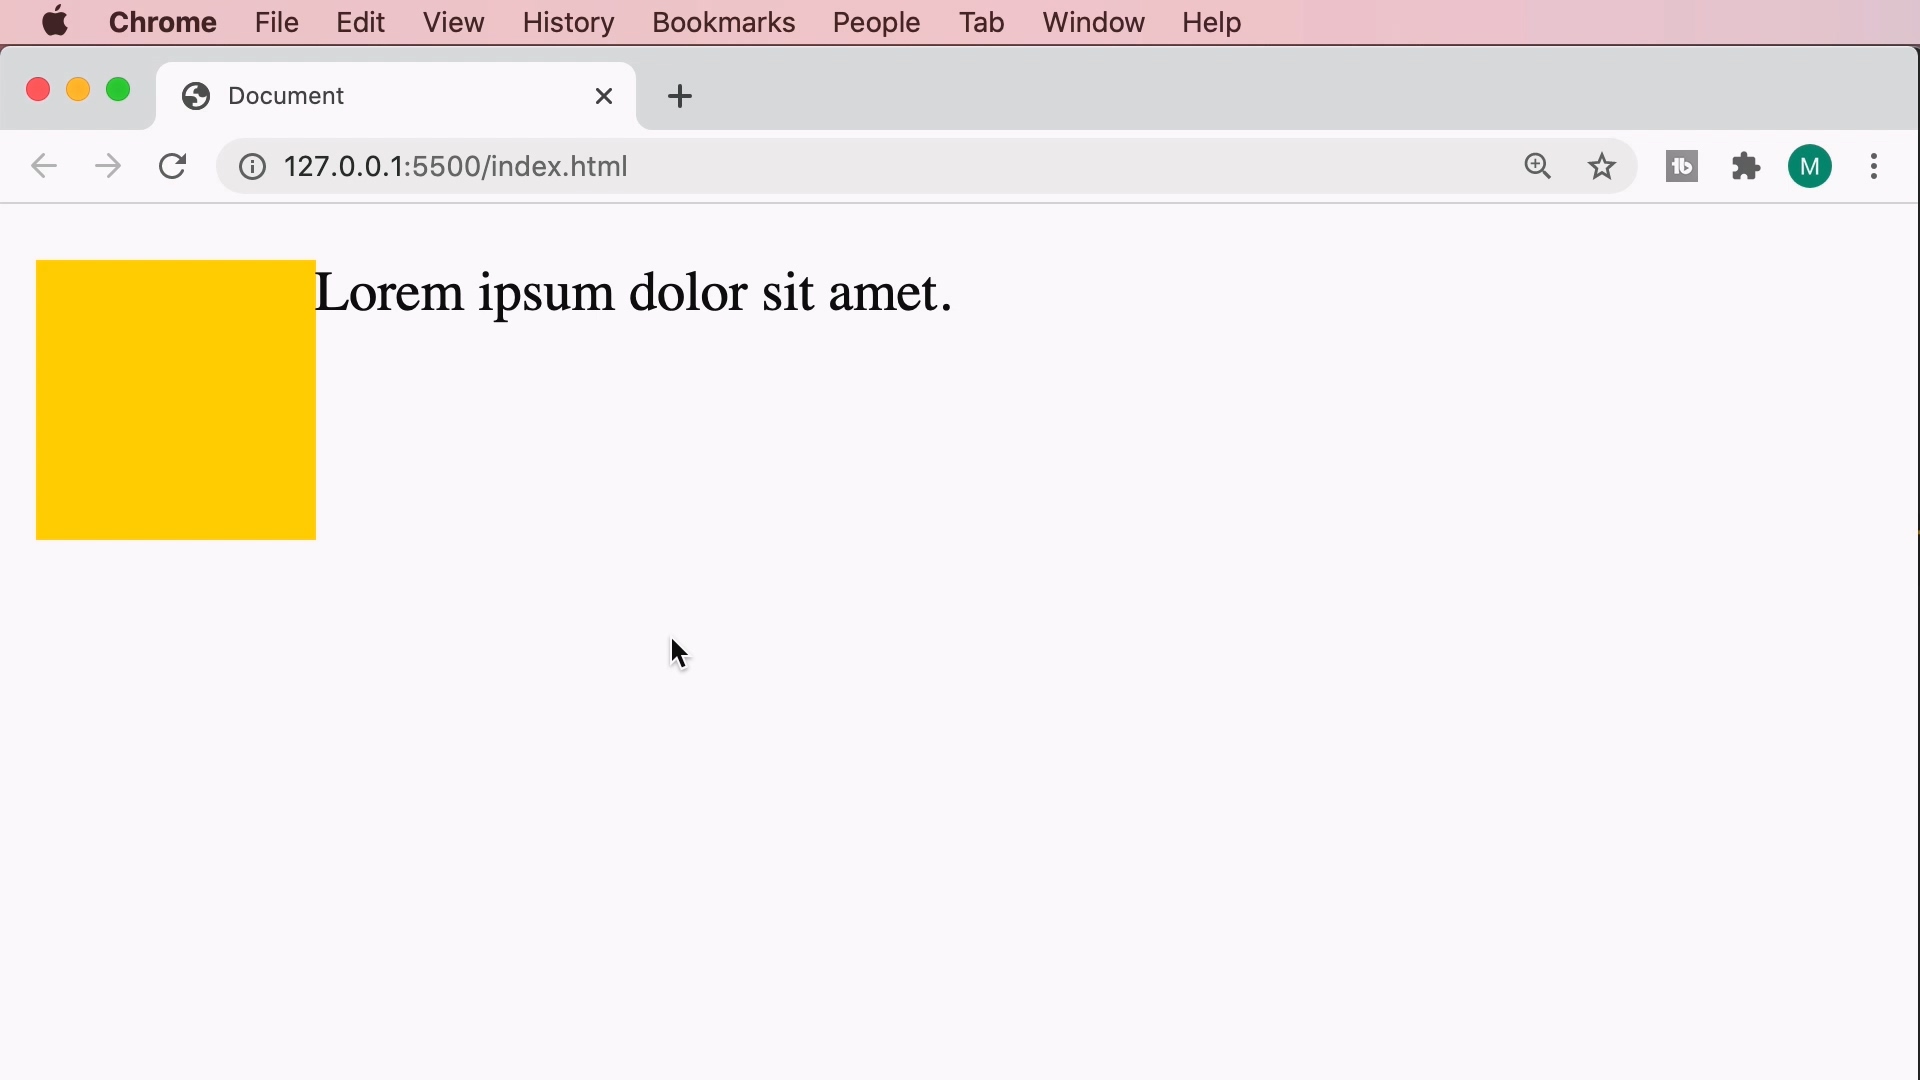 Chrome File Edit View History Bookmarks People Tab Window Help
Document
127.0.0.1:5500/index.html
tb
M
Lorem ipsum dolor sit amet.